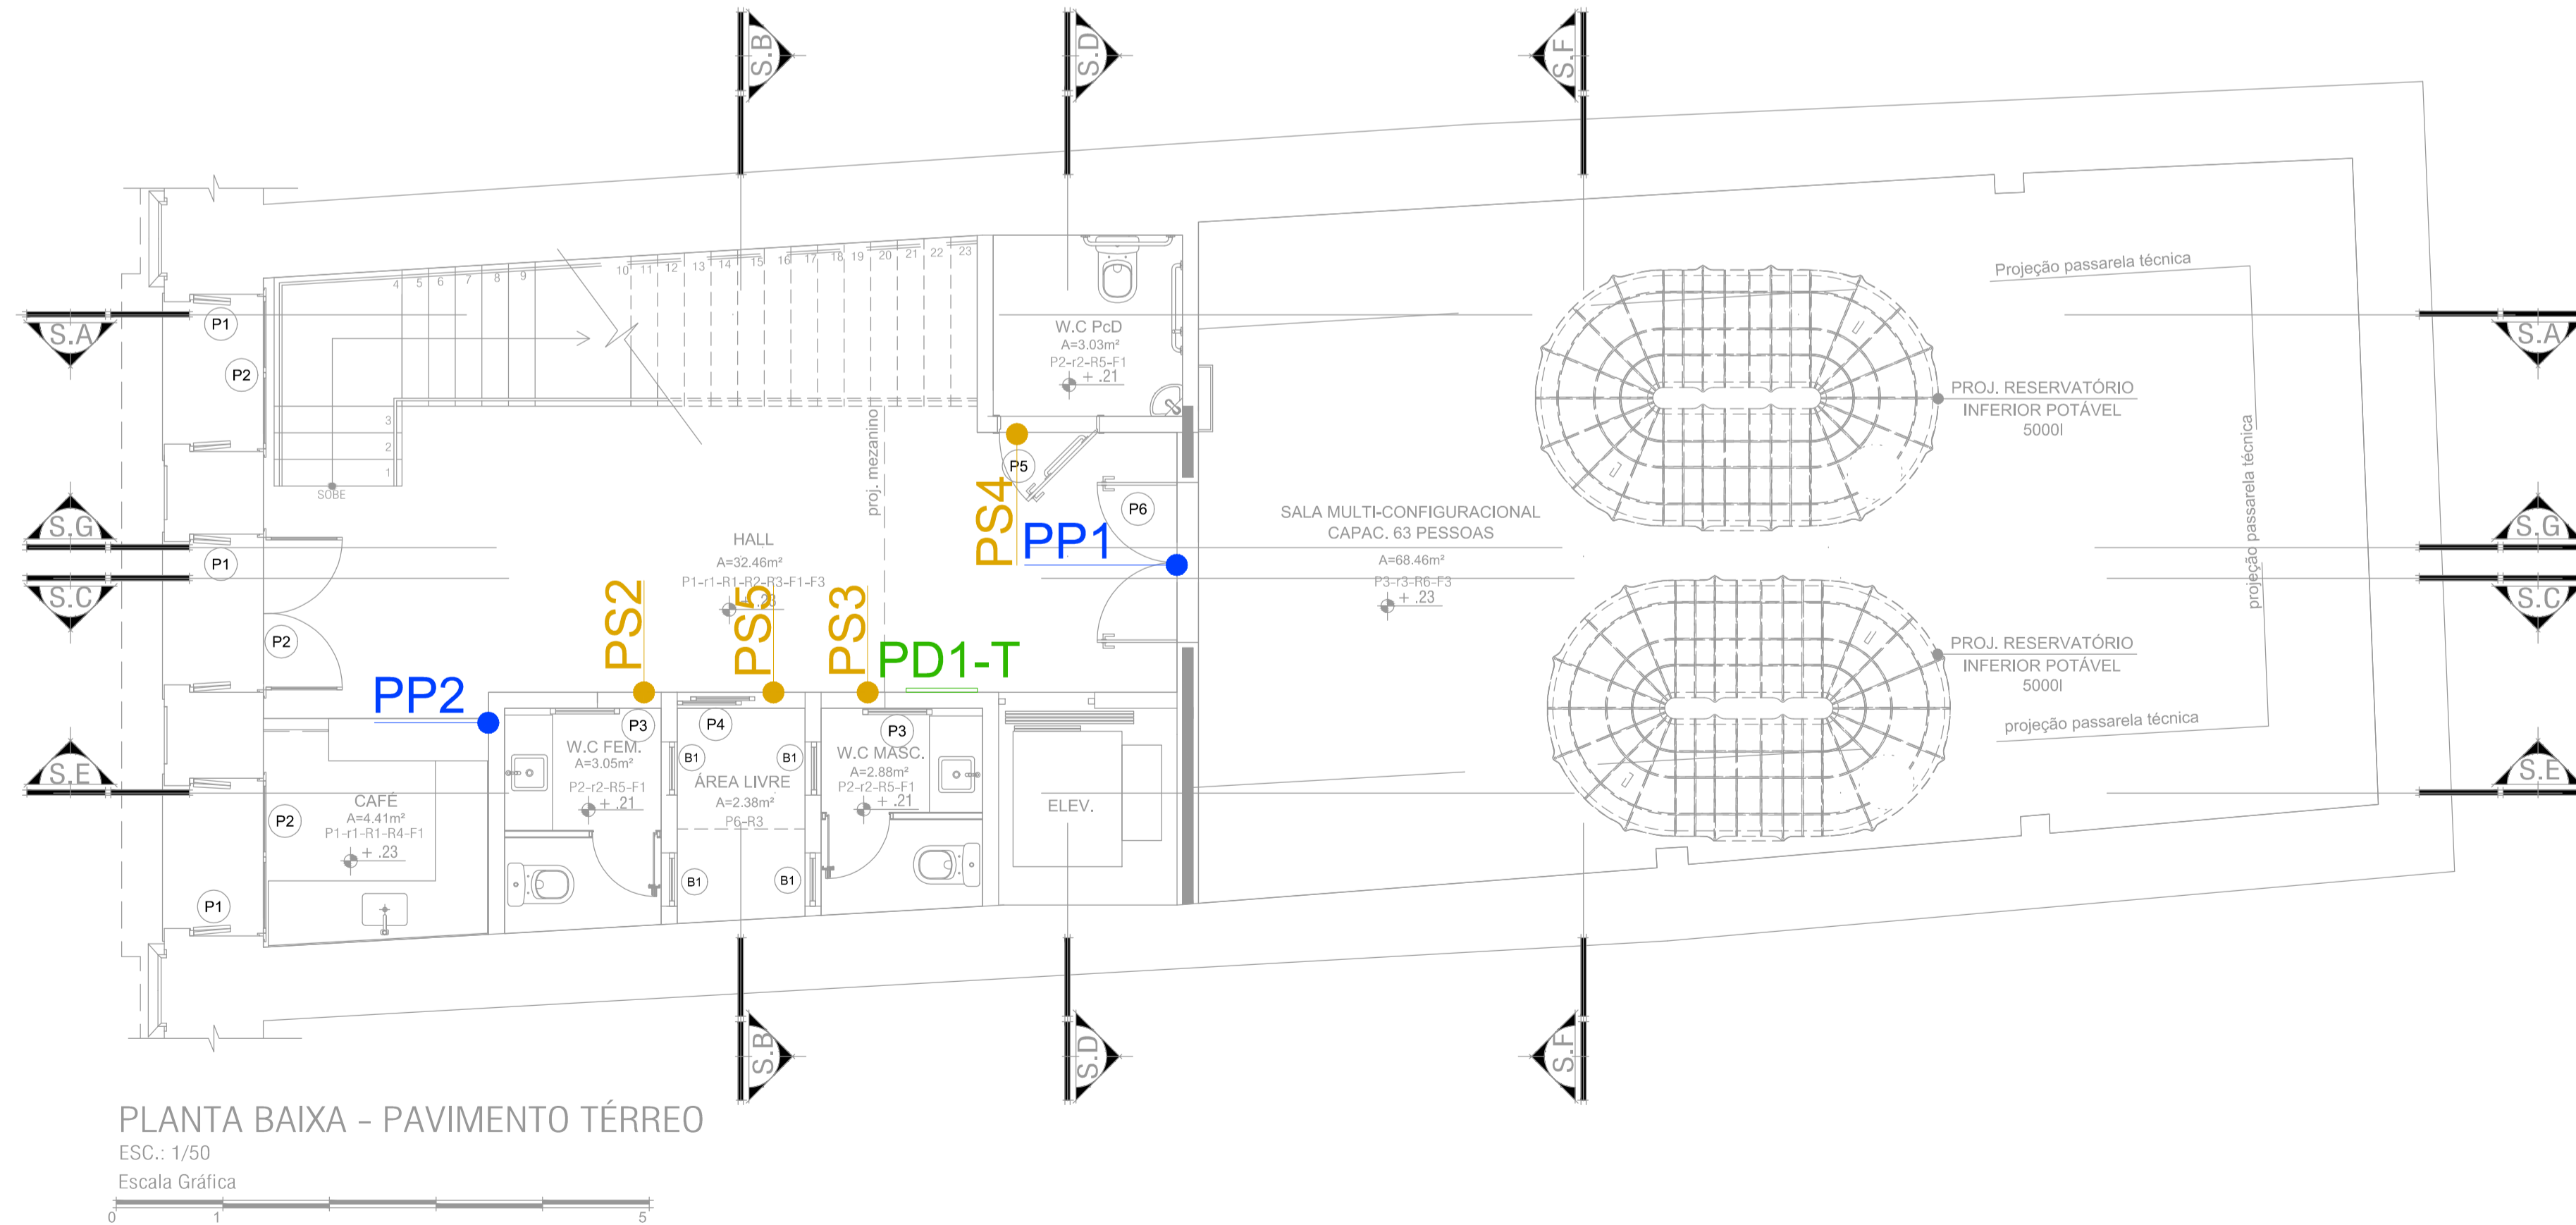 S.B
S.D
S.F
Projeção passarela técnica
projeção passarela técnica
projeção passarela técnica
S.A
S.A
S.G
S.G
S.C
S.C
S.E
S.E
P1
P2
4
5
6
7
8
9
10
11
12
13
14
15
16
17
18
19
20
21
22
23
3
2
1
SOBE
W.C PcD
A=3.03m²
P2-r2-R5-F1
+ .21
proj. mezanino
P5
PS4
PP1
P6
PROJ. RESERVATÓRIO
INFERIOR POTÁVEL
5000l
SALA MULTI-CONFIGURACIONAL
CAPAC. 63 PESSOAS
A=68.46m²
P3-r3-R6-F3
+ .23
HALL
A=32.46m²
P1-r1-R1-R2-R3-F1-F3
+ .23
P1
P2
PS2
PS5
PS3
PD1-T
PP2
PROJ. RESERVATÓRIO
INFERIOR POTÁVEL
5000l
P3
P4
P3
W.C FEM.
A=3.05m²
P2-r2-R5-F1
+ .21
B1
B1
ÁREA LIVRE
A=2.38m²
P6-R3
W.C MASC.
A=2.88m²
P2-r2-R5-F1
+ .21
ELEV.
P2
CAFÉ
A=4.41m²
P1-r1-R1-R4-F1
+ .23
B1
B1
P1
S.B
S.D
S.F
PLANTA BAIXA - PAVIMENTO TÉRREO
ESC.: 1/50
Escala Gráfica
0
1
5